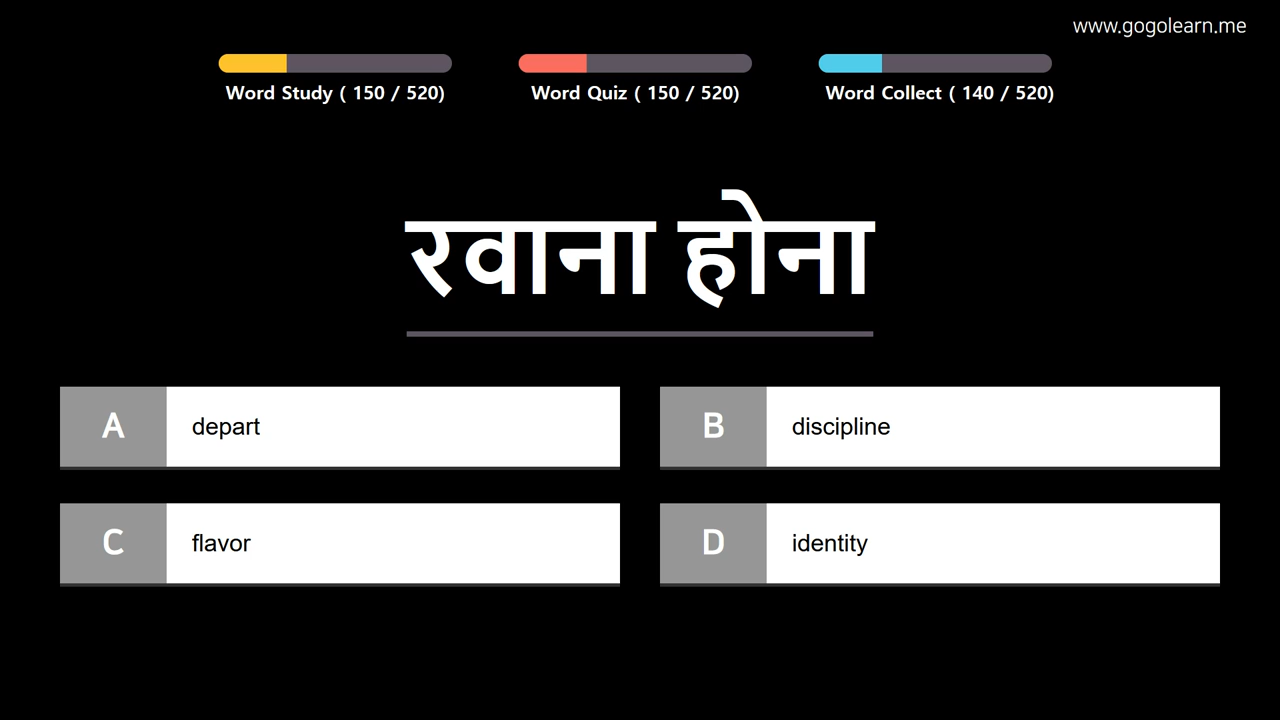 www.gogolearn.me
Word Study ( 150 / 520)
Word Quiz ( 150 / 520)
Word Collect ( 140 / 520)
रवाना होना
A depart
B discipline
C flavor
D identity